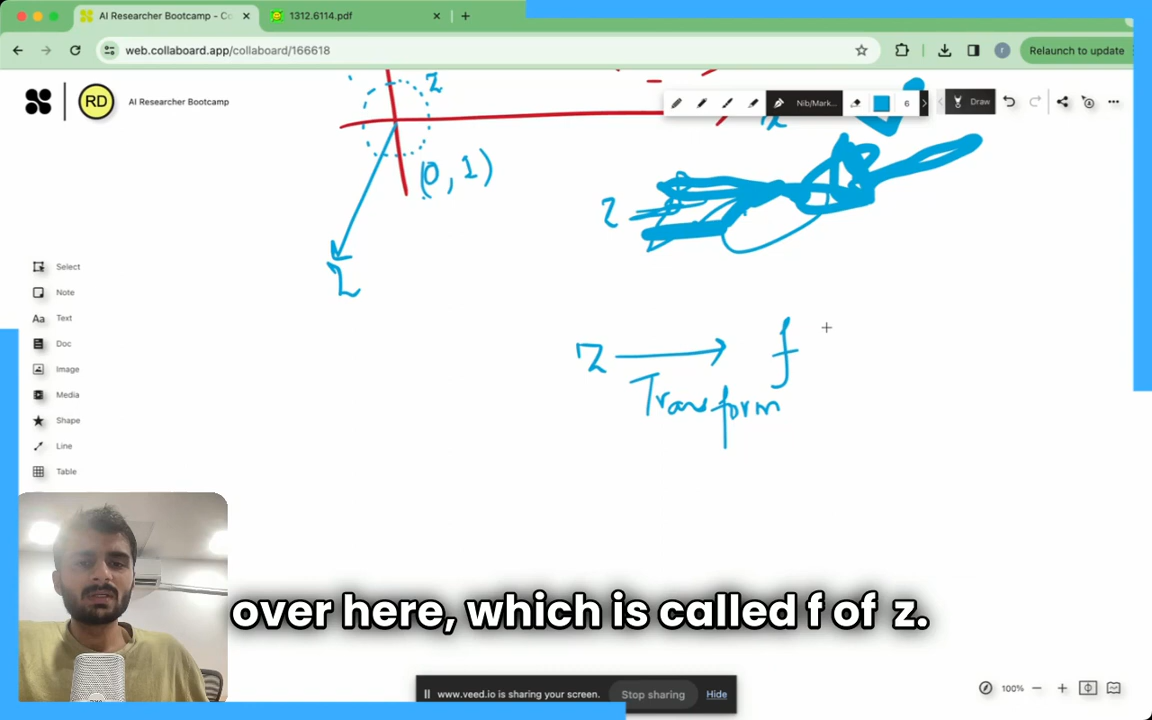 AI Researcher Bootcamp - Co
1312.6114.pdf
web.collaboard.app/collaboard/166618
Relaunch to update
RD
AI Researcher Bootcamp
Nib/Mark...
6
Draw
z
(0, 1)
z
z
Select
Note
Aa Text
Doc
Image
Media
Shape
Line
Table
z → f
Transform
over here, which is called f of z.
www.veed.io is sharing your screen.
Stop sharing
Hide
100%